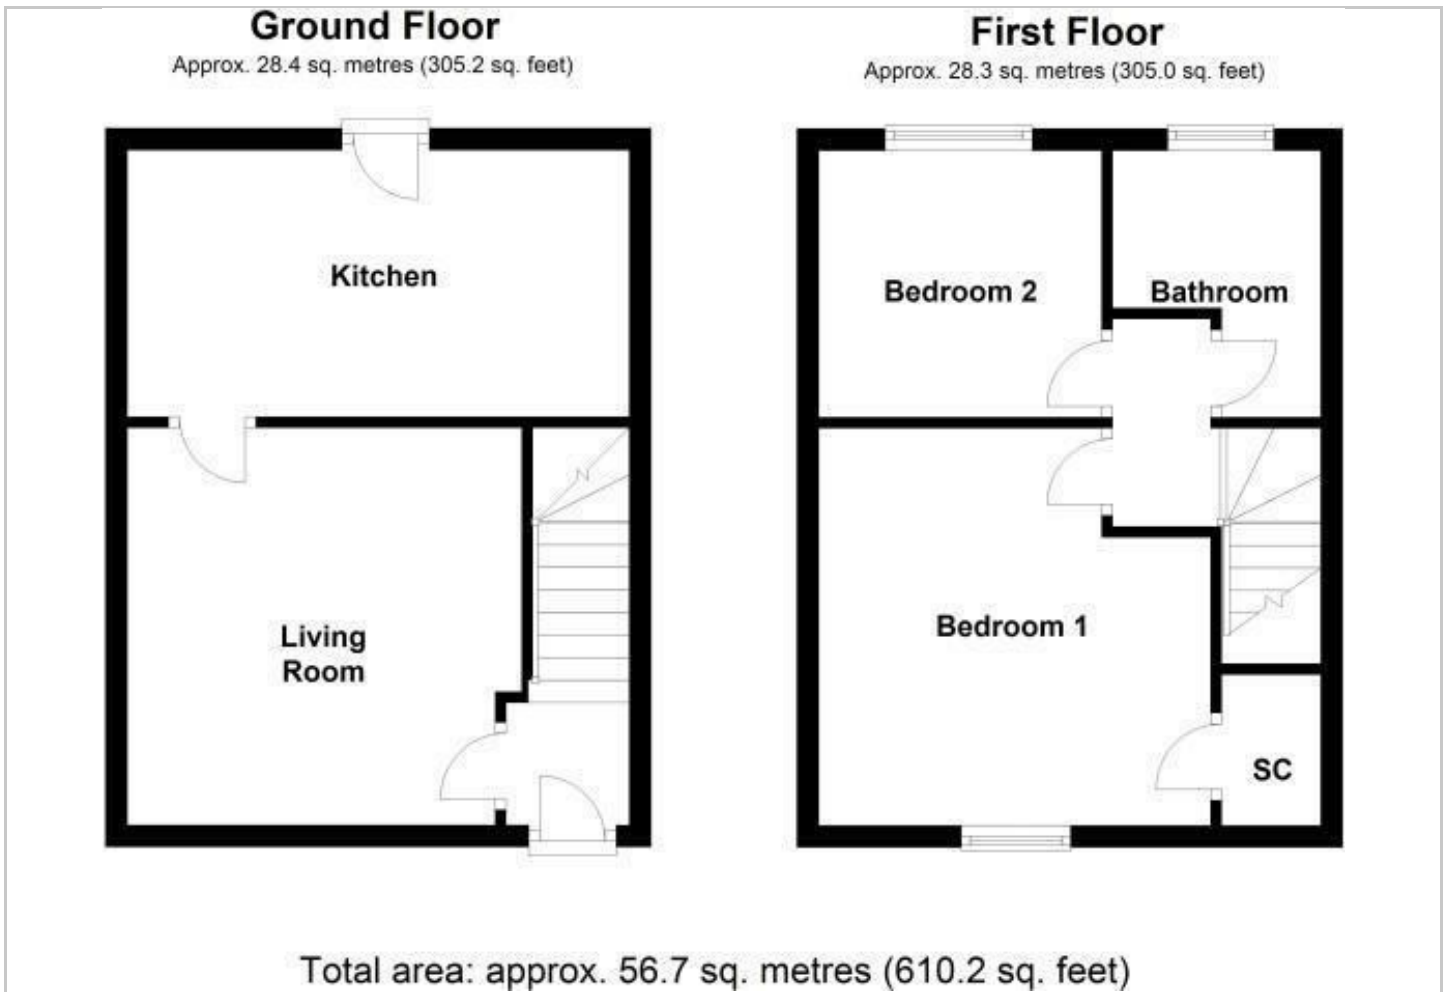 Ground Floor
Approx. 28.4 sq. metres (305.2 sq. feet)
Kitchen
Living
Room
First Floor
Approx. 28.3 sq. metres (305.0 sq. feet)
Bedroom 2
Bathroom
Bedroom 1
SC
Total area: approx. 56.7 sq. metres (610.2 sq. feet)